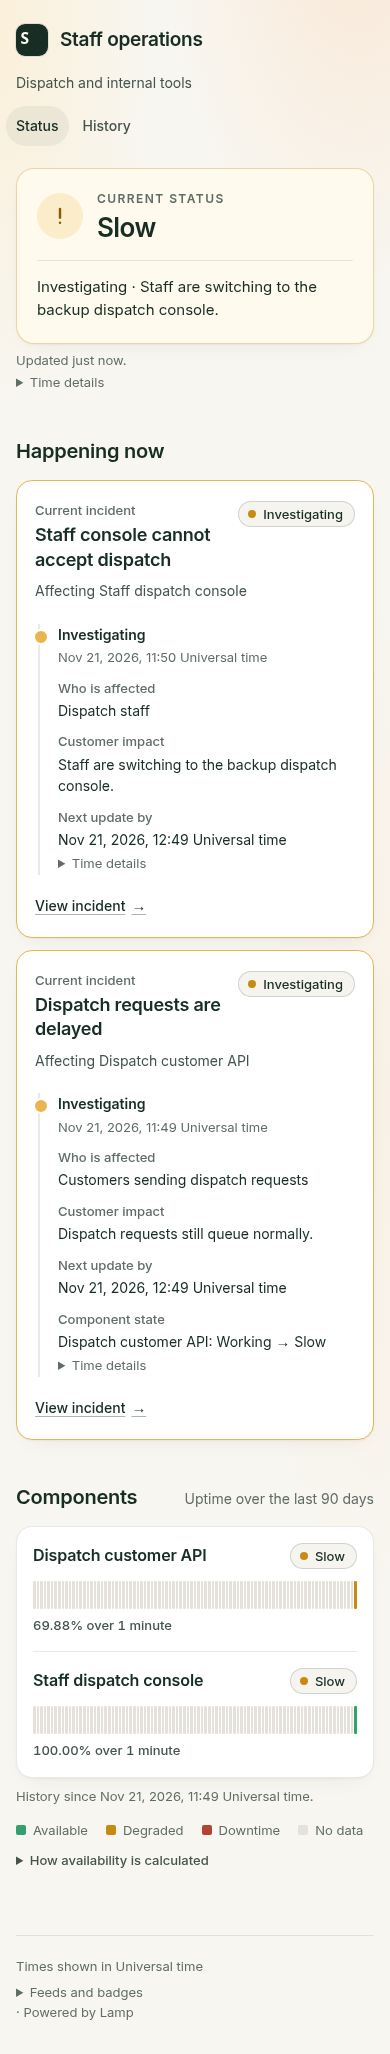 S
Staff operations
Dispatch and internal tools
Status History
!
CURRENT STATUS
Slow
Investigating · Staff are switching to the
backup dispatch console.
Updated just now.
▶ Time details
Happening now
Current incident
Investigating
Staff console cannot
accept dispatch
Affecting Staff dispatch console
Investigating
Nov 21, 2026, 11:50 Universal time
Who is affected
Dispatch staff
Customer impact
Staff are switching to the backup dispatch
console.
Next update by
Nov 21, 2026, 12:49 Universal time
▶ Time details
View incident →
Current incident
Investigating
Dispatch requests are
delayed
Affecting Dispatch customer API
Investigating
Nov 21, 2026, 11:49 Universal time
Who is affected
Customers sending dispatch requests
Customer impact
Dispatch requests still queue normally.
Next update by
Nov 21, 2026, 12:49 Universal time
Component state
Dispatch customer API: Working → Slow
▶ Time details
View incident →
Components
Uptime over the last 90 days
Dispatch customer API
Slow
69.88% over 1 minute
Staff dispatch console
Slow
100.00% over 1 minute
History since Nov 21, 2026, 11:49 Universal time.
Available Degraded Downtime No data
▶ How availability is calculated
Times shown in Universal time
▶ Feeds and badges
· Powered by Lamp